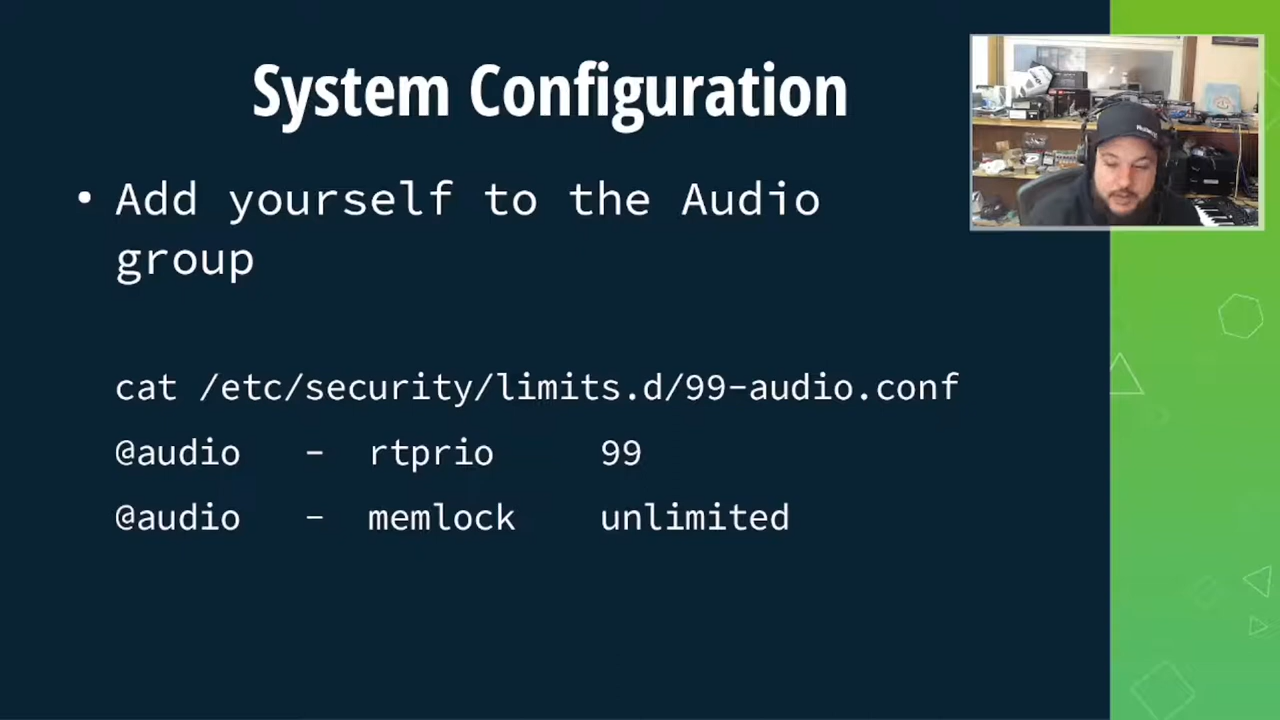 System Configuration
• Add yourself to the Audio
group
cat /etc/security/limits.d/99-audio.conf
@audio - rtprio 99
@audio - memlock unlimited